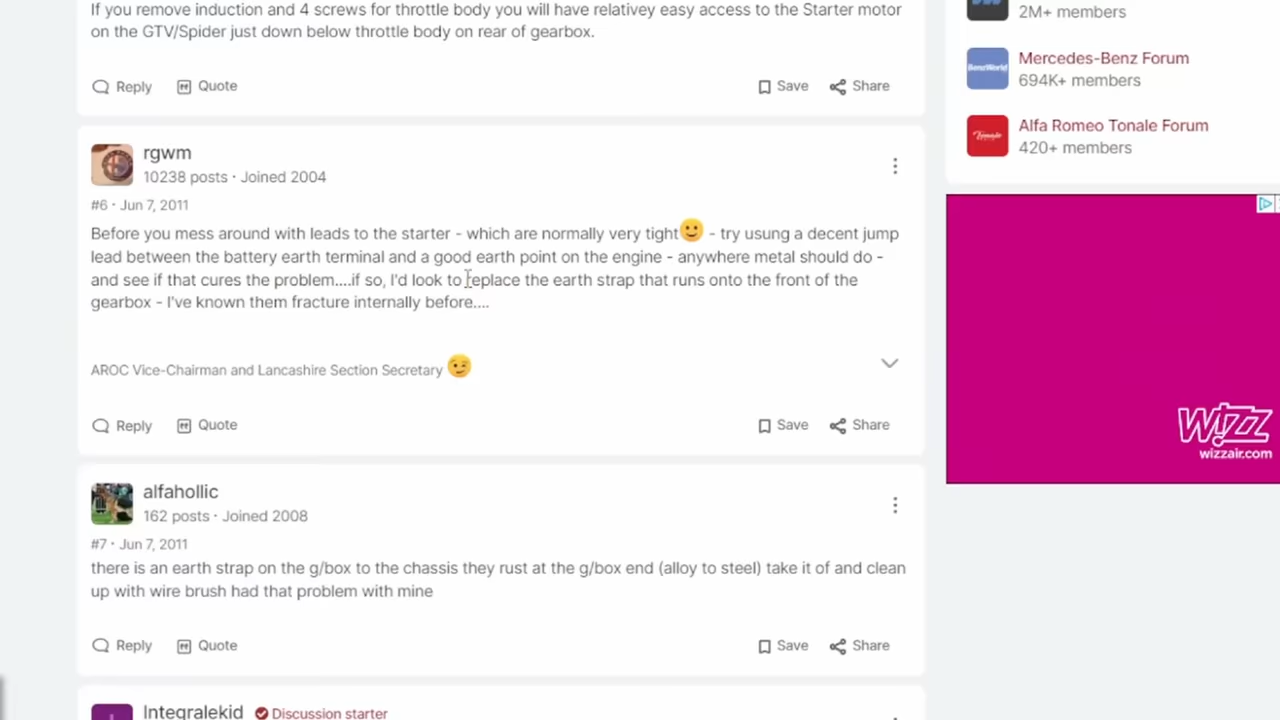 If you remove induction and 4 screws for throttle body you will have relativey easy access to the Starter motor
on the GTV/Spider just down below throttle body on rear of gearbox.
Reply Quote Save Share
rgwm
10238 posts · Joined 2004
#6 · Jun 7, 2011
Before you mess around with leads to the starter - which are normally very tight🙂 - try usung a decent jump
lead between the battery earth terminal and a good earth point on the engine - anywhere metal should do -
and see if that cures the problem....if so, I'd look to replace the earth strap that runs onto the front of the
gearbox - I've known them fracture internally before....
AROC Vice-Chairman and Lancashire Section Secretary 😉
Reply Quote Save Share
alfahollic
162 posts · Joined 2008
#7 · Jun 7, 2011
there is an earth strap on the g/box to the chassis they rust at the g/box end (alloy to steel) take it of and clean
up with wire brush had that problem with mine
Reply Quote Save Share
Integralekid Discussion starter
2M+ members
BenzWorld
Mercedes-Benz Forum
694K+ members
Tonale
Alfa Romeo Tonale Forum
420+ members
WIZZ
wizzair.com